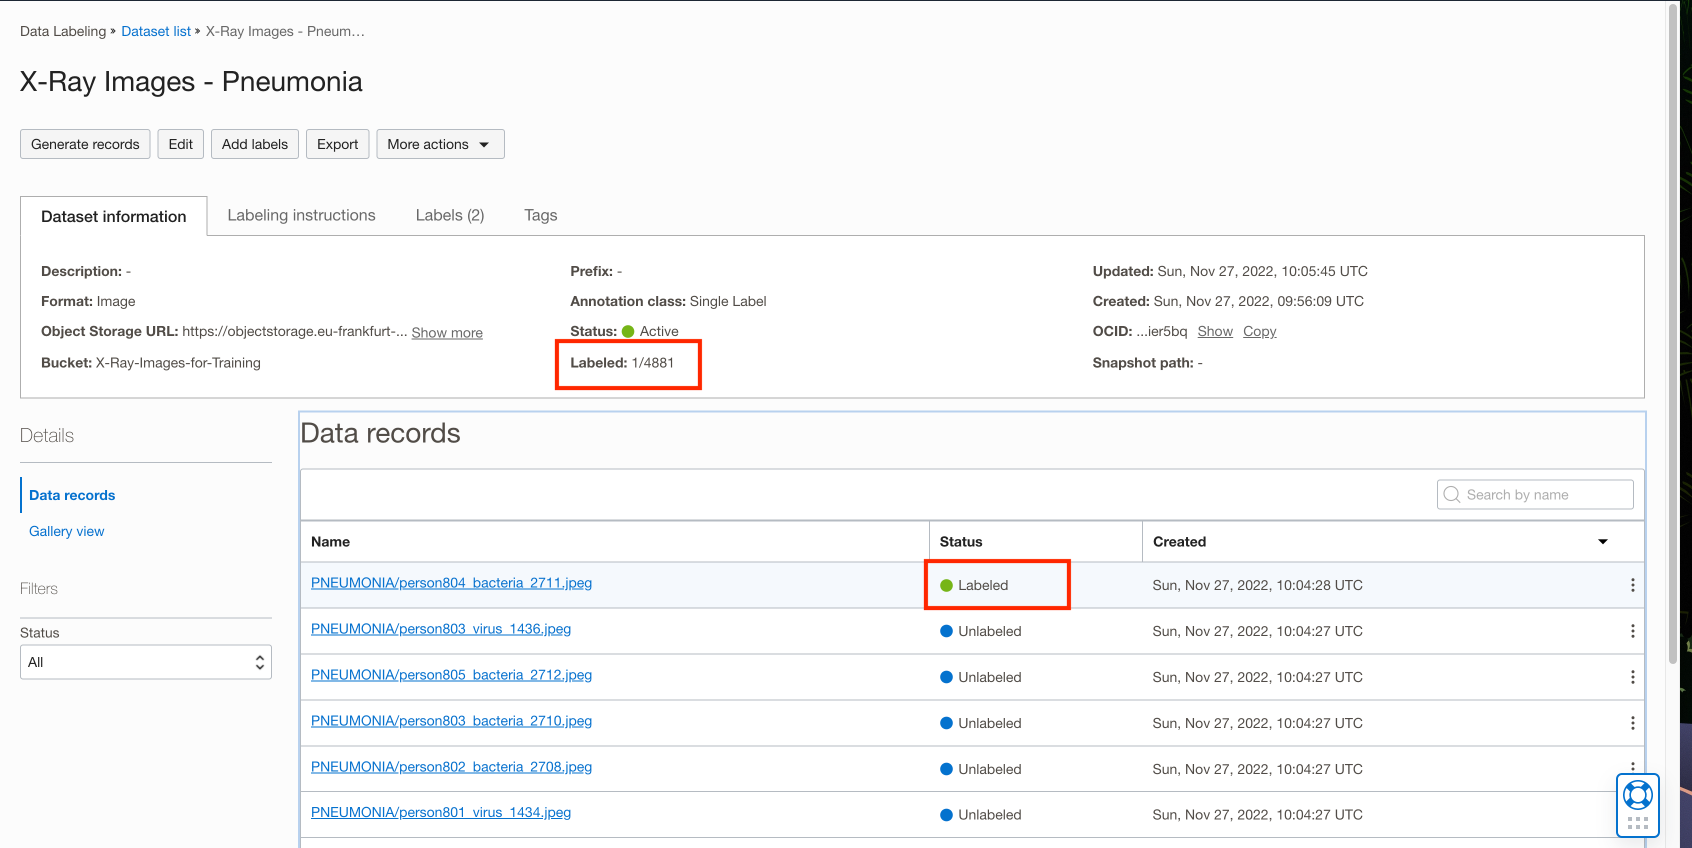 Data Labeling » Dataset list » X-Ray Images - Pneum...
X-Ray Images - Pneumonia
Generate records Edit Add labels Export More actions
Dataset information Labeling instructions Labels (2) Tags
Description: - Prefix: - Updated: Sun, Nov 27, 2022, 10:05:45 UTC
Format: Image Annotation class: Single Label Created: Sun, Nov 27, 2022, 09:56:09 UTC
Object Storage URL: https://objectstorage.eu-frankfurt-... Show more Status: Active OCID: ...ier5bq Show Copy
Bucket: X-Ray-Images-for-Training Labeled: 1/4881 Snapshot path: -
Details
Data records
Gallery view
Filters
Status
All
Data records
Search by name
Name Status Created
PNEUMONIA/person804_bacteria_2711.jpeg Labeled Sun, Nov 27, 2022, 10:04:28 UTC
PNEUMONIA/person803_virus_1436.jpeg Unlabeled Sun, Nov 27, 2022, 10:04:27 UTC
PNEUMONIA/person805_bacteria_2712.jpeg Unlabeled Sun, Nov 27, 2022, 10:04:27 UTC
PNEUMONIA/person803_bacteria_2710.jpeg Unlabeled Sun, Nov 27, 2022, 10:04:27 UTC
PNEUMONIA/person802_bacteria_2708.jpeg Unlabeled Sun, Nov 27, 2022, 10:04:27 UTC
PNEUMONIA/person801_virus_1434.jpeg Unlabeled Sun, Nov 27, 2022, 10:04:27 UTC